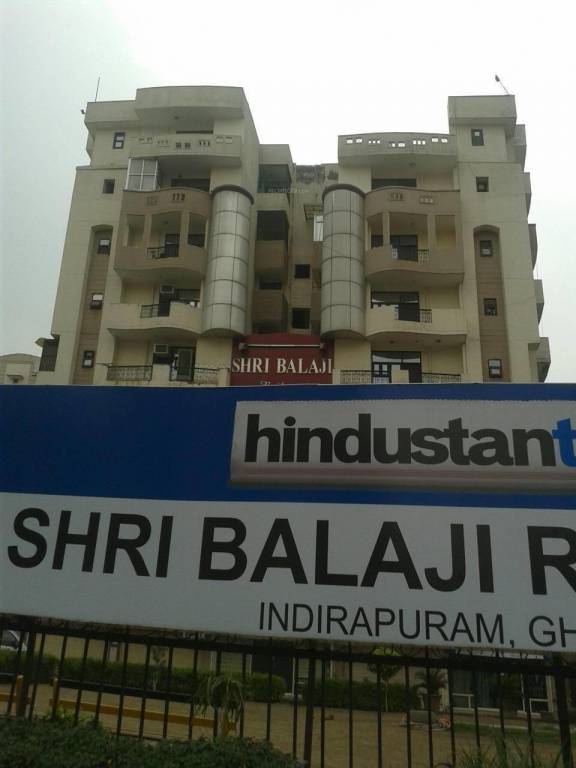 SHRI BALAJI
hindustant
SHRI BALAJI R
INDIRAPURAM, GH